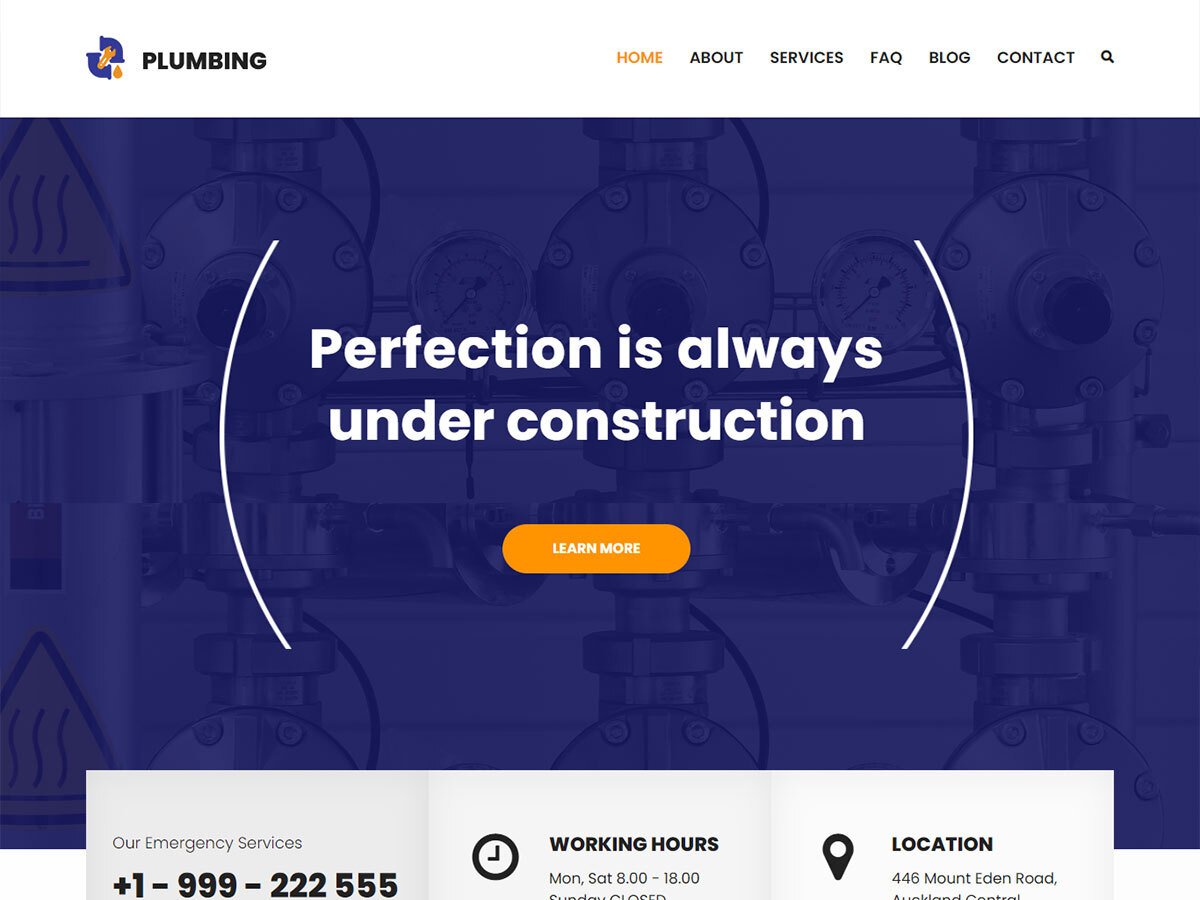 PLUMBING
HOME ABOUT SERVICES FAQ BLOG CONTACT
Perfection is always
under construction
LEARN MORE
Our Emergency Services
+1 - 999 - 222 555
WORKING HOURS
Mon, Sat 8.00 - 18.00
Sunday CLOSED
LOCATION
446 Mount Eden Road,
Auckland Central